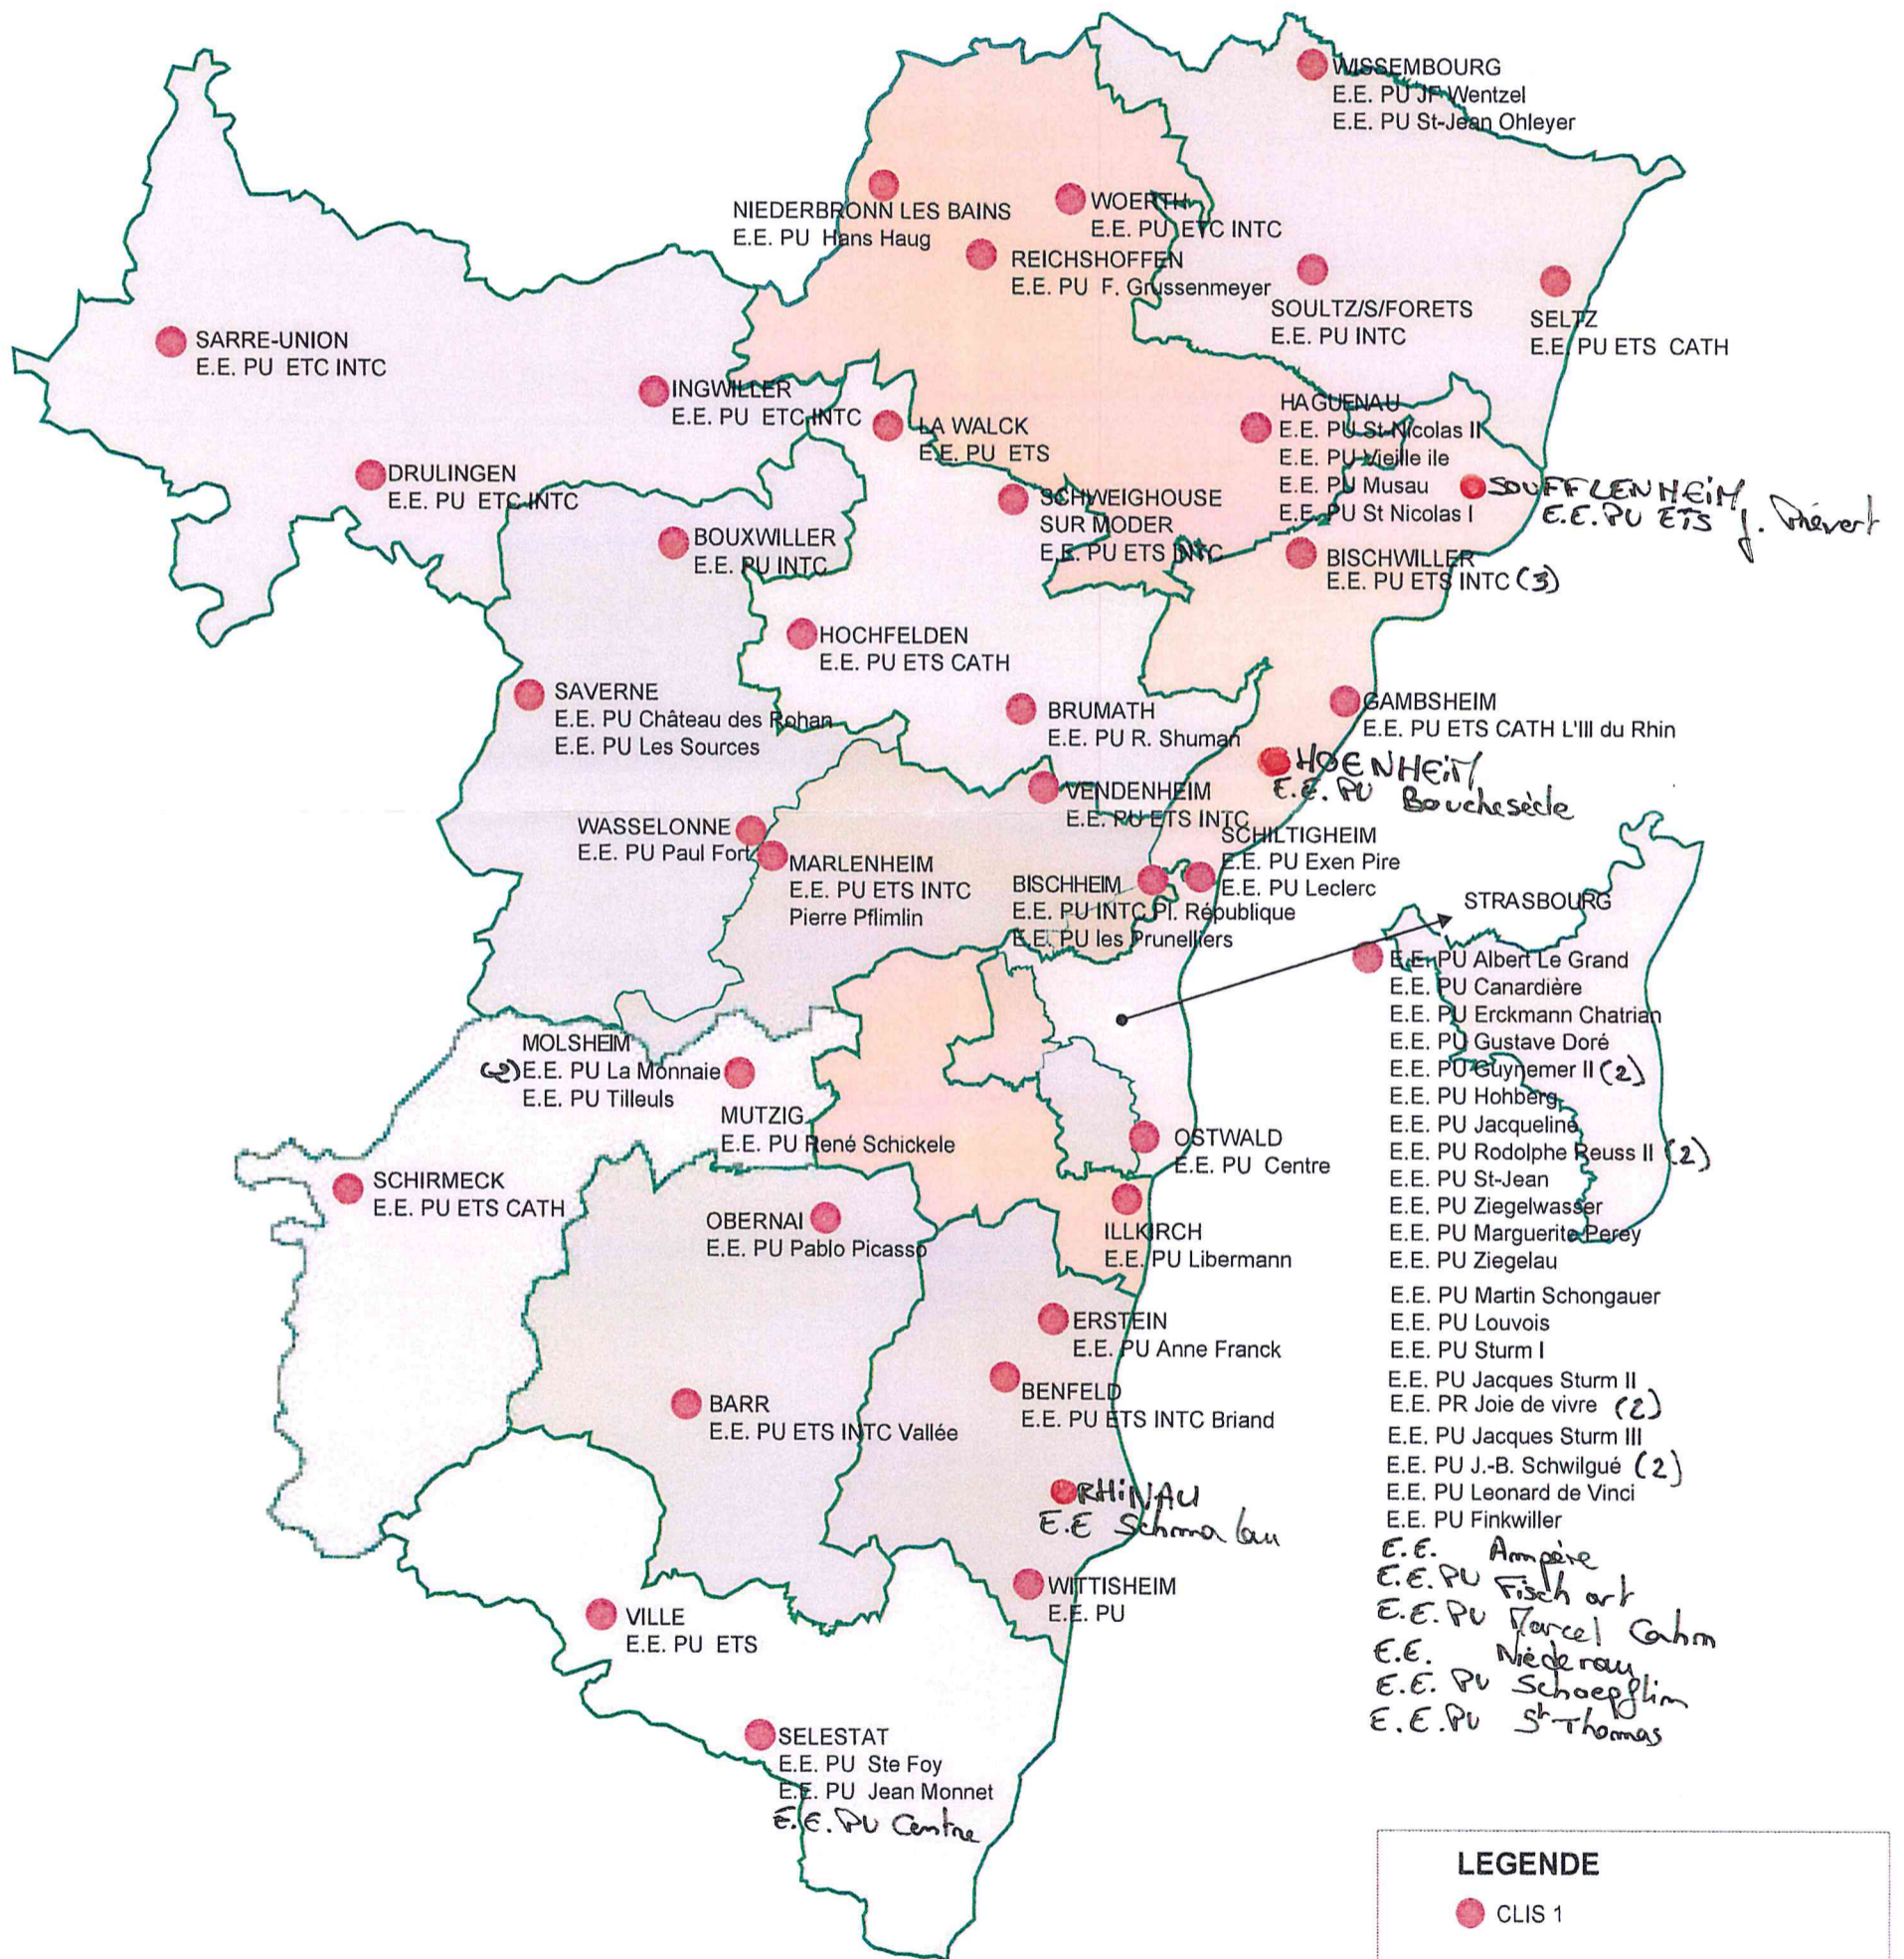 WISSEMBOURG
E.E. PU JF Wentzel
E.E. PU St-Jean Ohleyer
NIEDERBRONN LES BAINS
E.E. PU Hans Haug
WOERTH
E.E. PU ETC INTC
REICHSHOFFEN
E.E. PU F. Grussenmeyer
SOULTZ/S/FORETS
E.E. PU INTC
SELTZ
E.E. PU ETS CATH
SARRE-UNION
E.E. PU ETC INTC
INGWILLER
E.E. PU ETC INTC
LA WALCK
E.E. PU ETS
HAGUENAU
E.E. PU St-Nicolas II
E.E. PU Vieille ile
E.E. PU Musau
E.E. PU St Nicolas I
DRULINGEN
E.E. PU ETC INTC
SCHWEIGHOUSE
SUR MODER
E.E. PU ETS INTC
SOUFFLENHEIM
E.E. PU ETS J. Prévert
BOUXWILLER
E.E. PU INTC
BISCHWILLER
E.E. PU ETS INTC (3)
HOCHFELDEN
E.E. PU ETS CATH
SAVERNE
E.E. PU Château des Rohan
E.E. PU Les Sources
BRUMATH
E.E. PU R. Shuman
GAMBSHEIM
E.E. PU ETS CATH L'Ill du Rhin
HOENHEIM
E.E. PU Bouchesèche
VENDENHEIM
E.E. PU ETS INTC
WASSELONNE
E.E. PU Paul Fort
MARLENHEIM
E.E. PU ETS INTC
Pierre Pflimlin
SCHILTIGHEIM
E.E. PU Exen Pire
E.E. PU Leclerc
BISCHHEIM
E.E. PU INTC Pl. République
E.E. PU les Prunelliers
STRASBOURG
E.E. PU Albert Le Grand
E.E. PU Canardière
E.E. PU Erckmann Chatrian
E.E. PU Gustave Doré
E.E. PU Guynemer II (2)
E.E. PU Hohberg
E.E. PU Jacqueline
E.E. PU Rodolphe Reuss II (2)
E.E. PU St-Jean
E.E. PU Ziegelwasser
E.E. PU Marguerite Perey
E.E. PU Ziegelau
E.E. PU Martin Schongauer
E.E. PU Louvois
E.E. PU Sturm I
E.E. PU Jacques Sturm II
E.E. PR Joie de vivre (2)
E.E. PU Jacques Sturm III
E.E. PU J.-B. Schwilgué (2)
E.E. PU Leonard de Vinci
E.E. PU Finkwiller
E.E. Ampère
E.E. PU Fischart
E.E. PU Marcel Cahn
E.E. Niederau
E.E. PU Schoepflin
E.E. PU St Thomas
MOLSHEIM
E.E. PU La Monnaie
E.E. PU Tilleuls
MUTZIG
E.E. PU René Schickele
OSTWALD
E.E. PU Centre
SCHIRMECK
E.E. PU ETS CATH
OBERNAI
E.E. PU Pablo Picasso
ILLKIRCH
E.E. PU Libermann
ERSTEIN
E.E. PU Anne Franck
BENFELD
E.E. PU ETS INTC Briand
BARR
E.E. PU ETS INTC Vallée
RHINAU
E.E Schmalau
WITTISHEIM
E.E. PU
VILLE
E.E. PU ETS
SELESTAT
E.E. PU Ste Foy
E.E. PU Jean Monnet
E.E. PU Centre
LEGENDE
CLIS 1